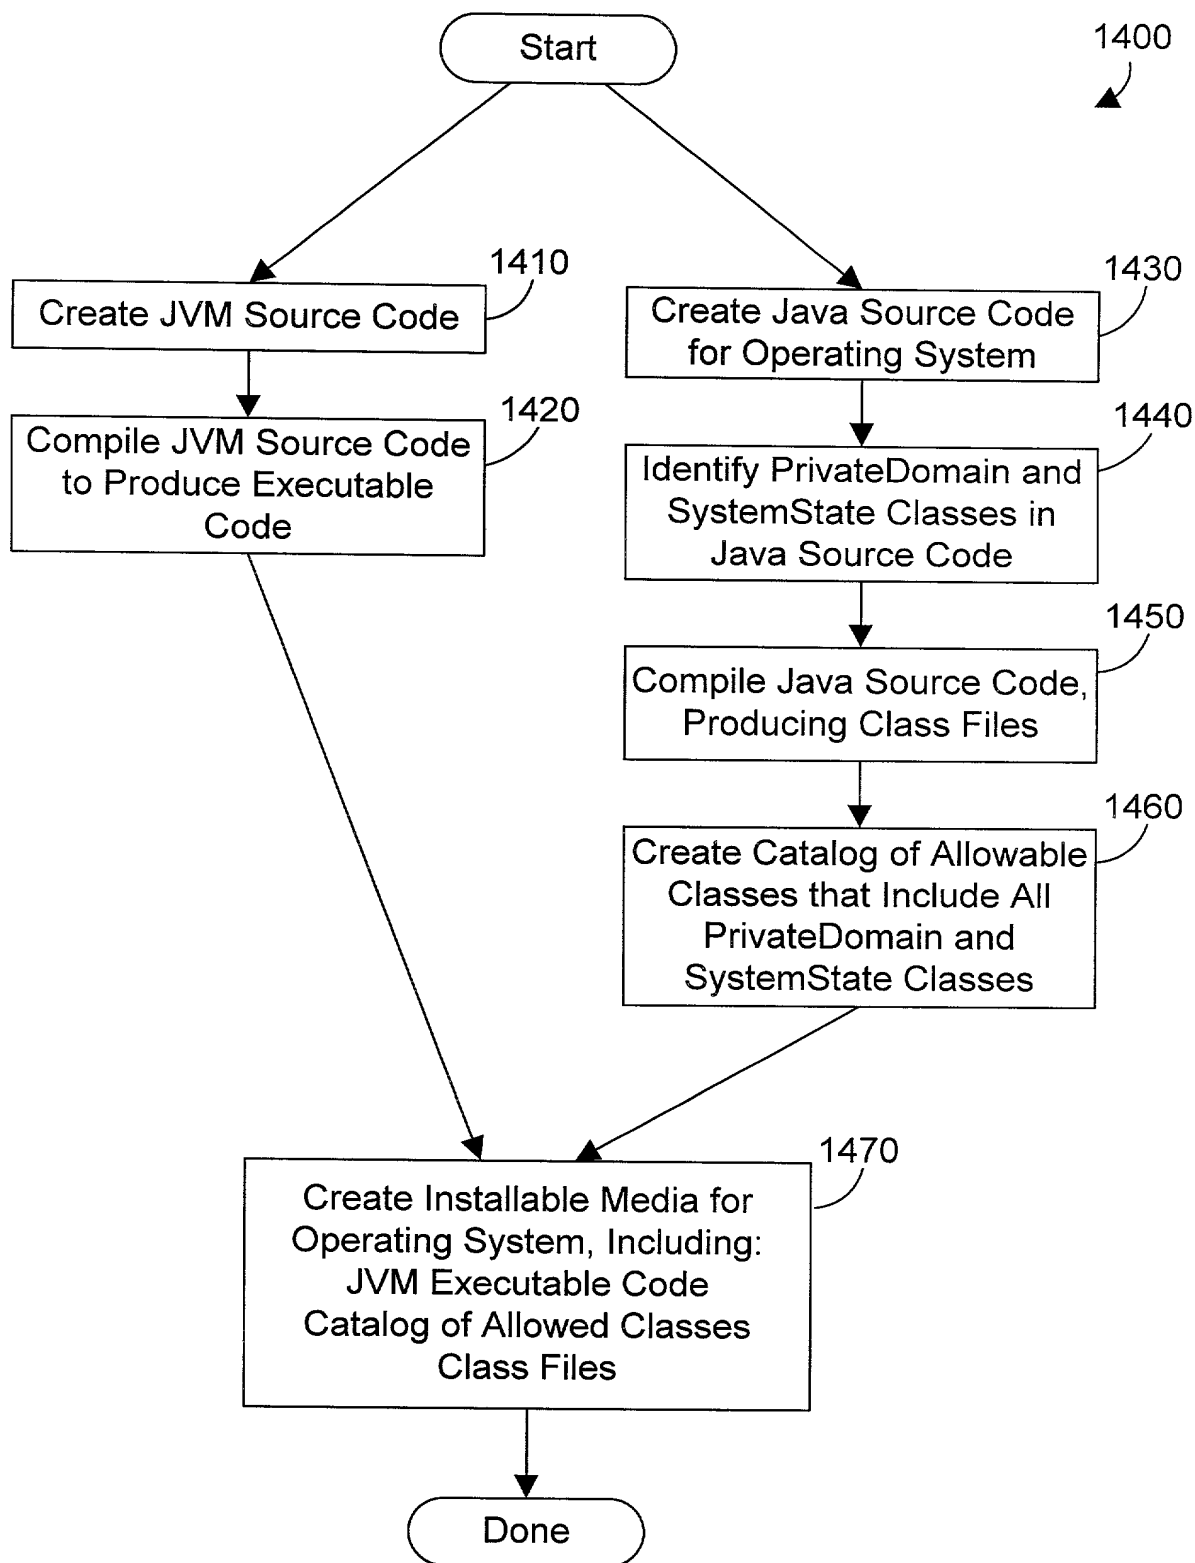 Start
1400
1410
Create JVM Source Code
1420
Compile JVM Source Code
to Produce Executable
Code
1430
Create Java Source Code
for Operating System
1440
Identify PrivateDomain and
SystemState Classes in
Java Source Code
1450
Compile Java Source Code,
Producing Class Files
1460
Create Catalog of Allowable
Classes that Include All
PrivateDomain and
SystemState Classes
1470
Create Installable Media for
Operating System, Including:
JVM Executable Code
Catalog of Allowed Classes
Class Files
Done